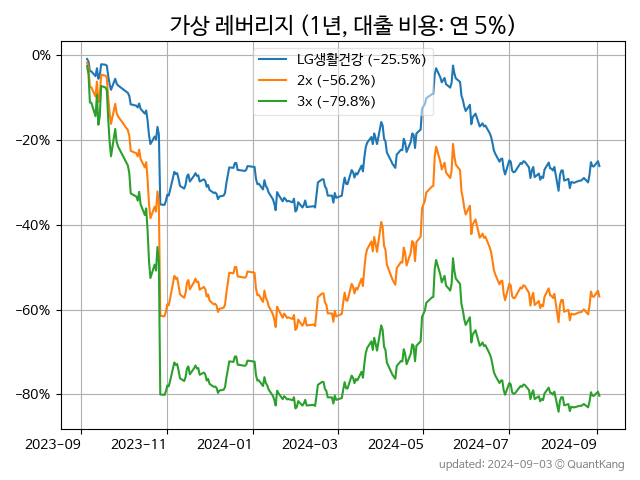 가상 레버리지 (1년, 대출 비용: 연 5%)
LG생활건강 (−25.5%)
2x (−56.2%)
3x (−79.8%)
0%
−20%
−40%
−60%
−80%
2023-09 2023-11 2024-01 2024-03 2024-05 2024-07 2024-09
updated: 2024-09-03 © QuantKang